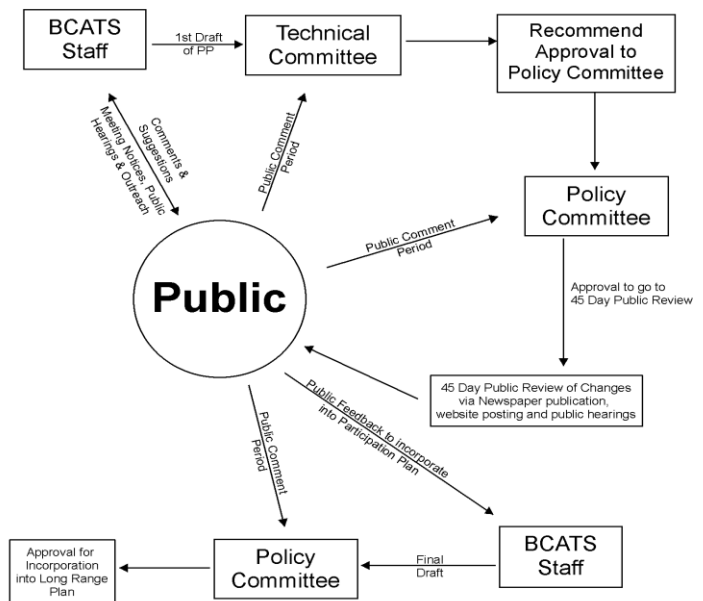 BCATS
Staff
1st Draft
of PP
Technical
Committee
Recommend
Approval to
Policy Committee
Comments &
Suggestions
Meeting Notices, Public
Hearings & Outreach
Public Comment
Period
Policy
Committee
Public Comment
Period
Public
Approval to go to
45 Day Public Review
45 Day Public Review of Changes
via Newspaper publication,
website posting and public hearings
Public Feedback to incorporate
into Participation Plan
Public Comment
Period
BCATS
Staff
Final
Draft
Policy
Committee
Approval for
Incorporation
into Long Range
Plan